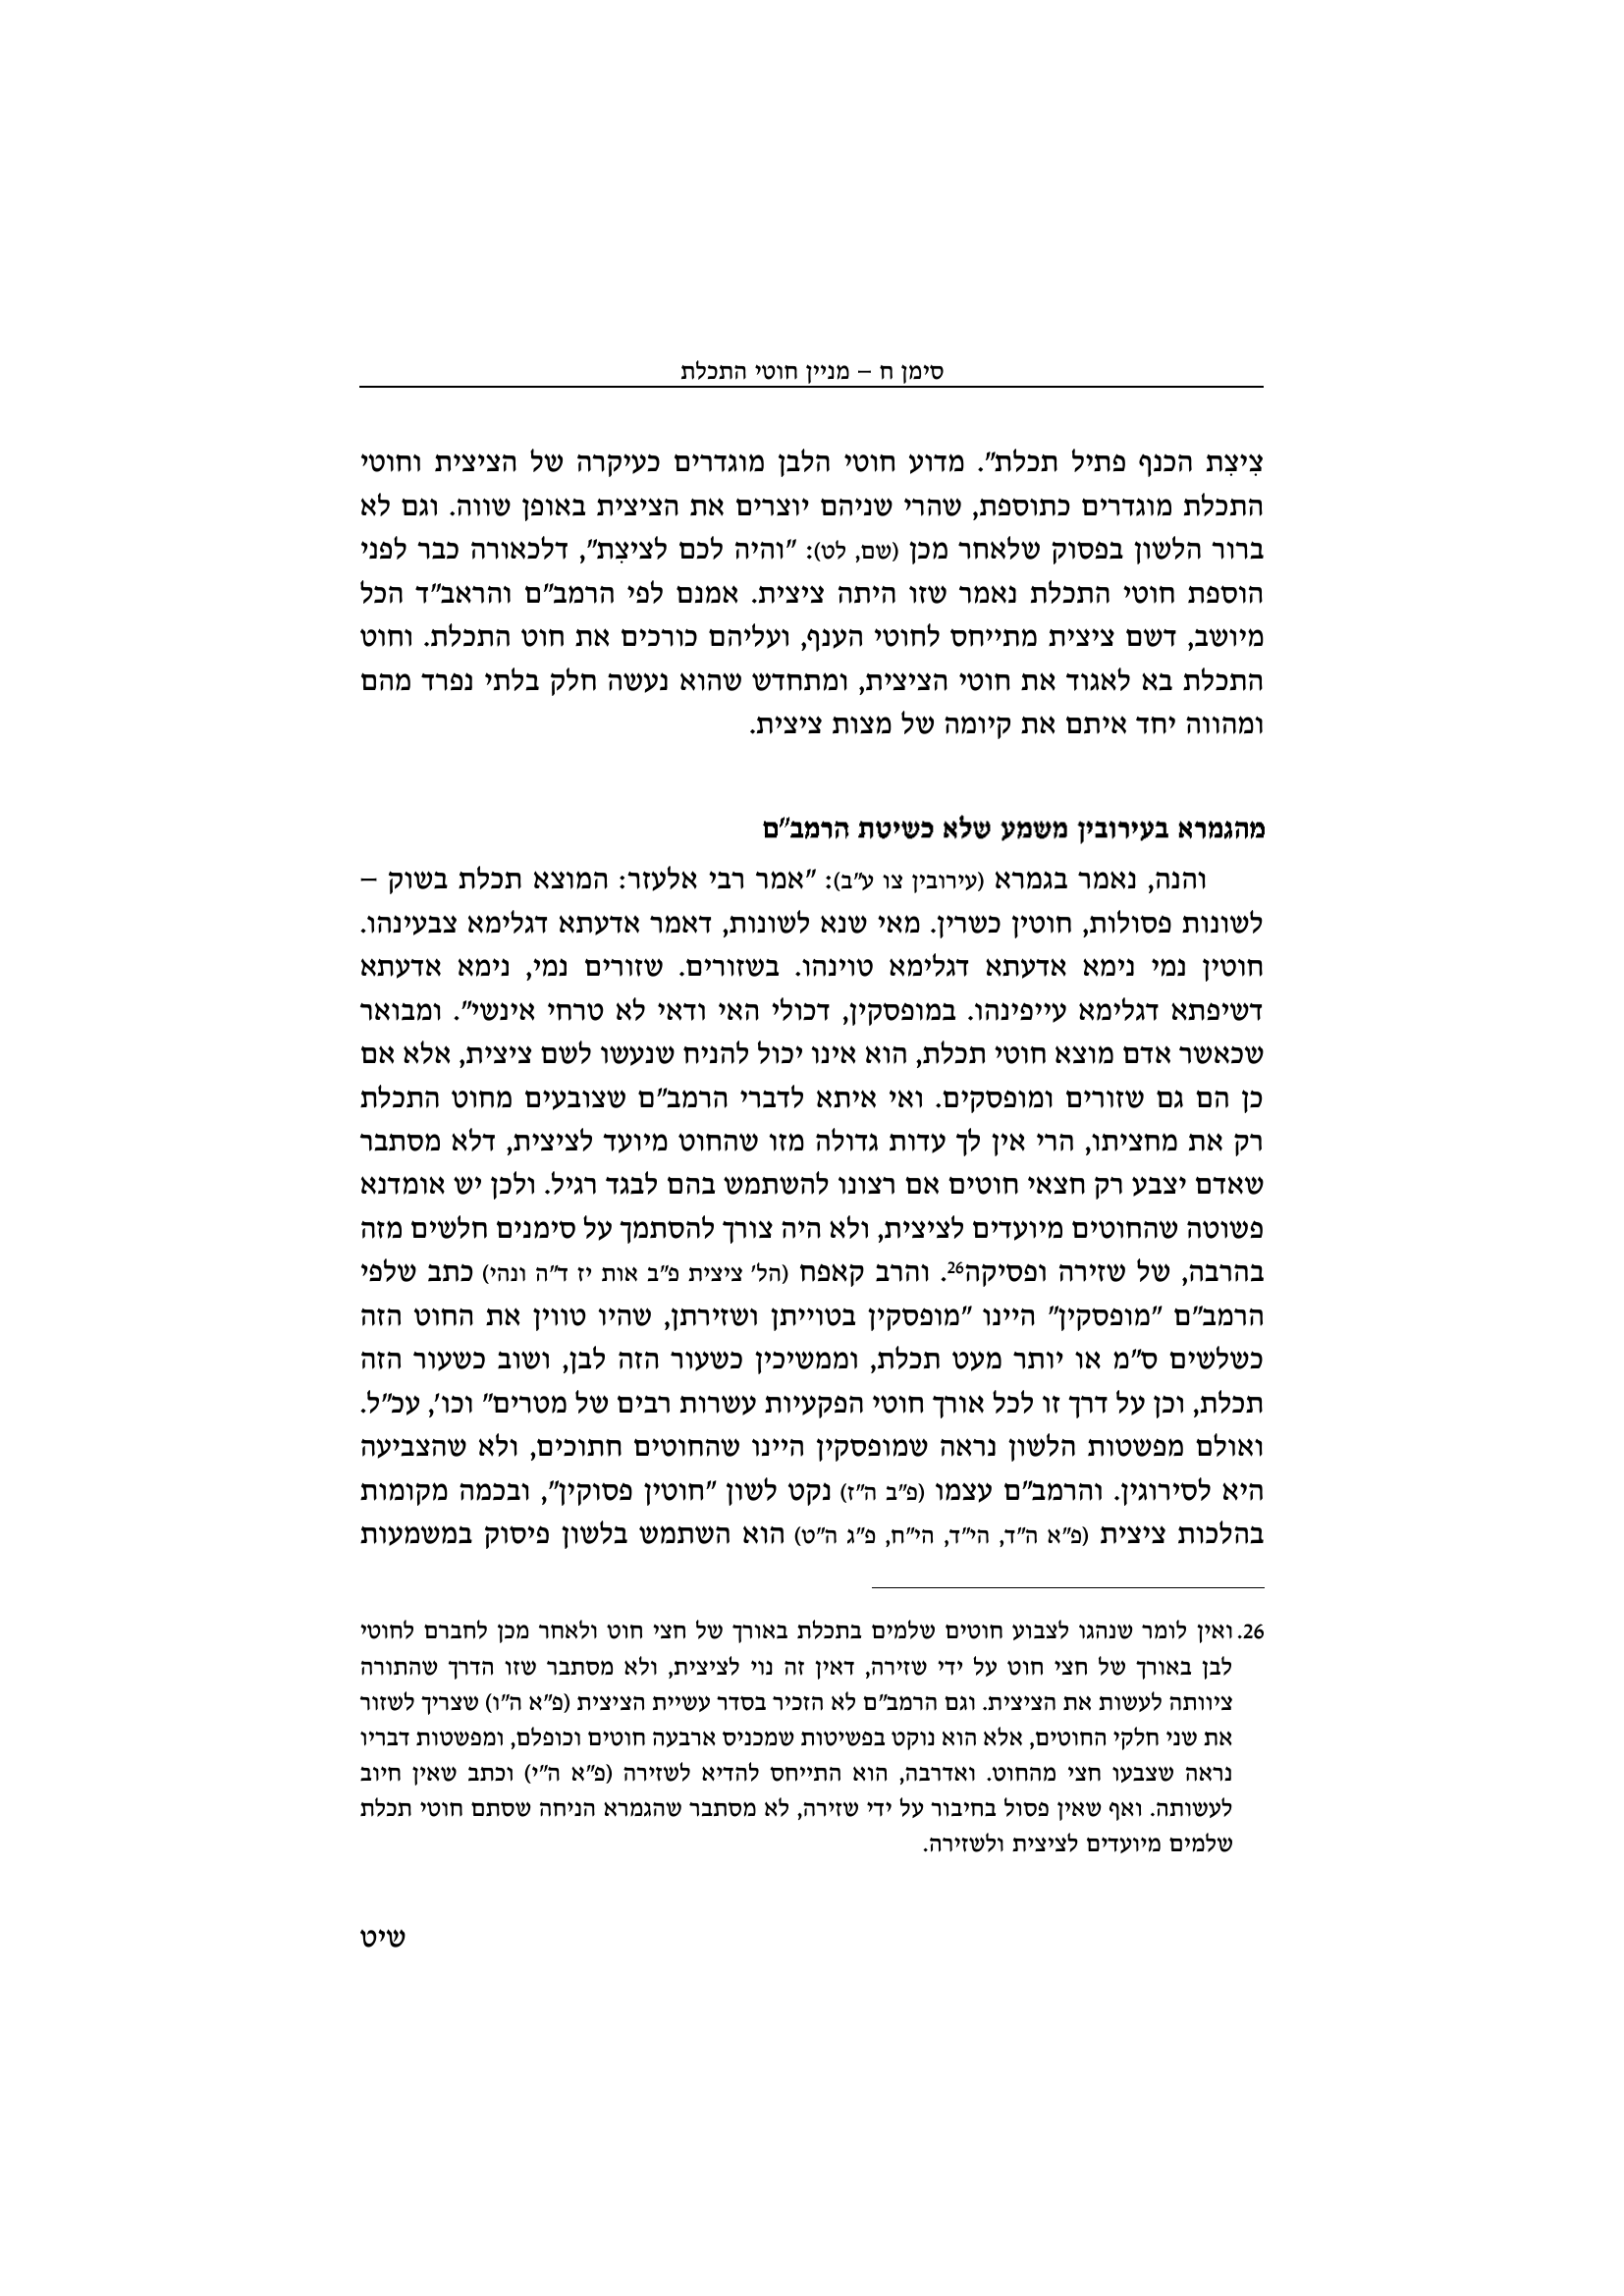 סימן ח – מניין חוטי התכלת
צִיצִת הכנף פתיל תכלת". מדוע חוטי הלבן מוגדרים כעיקרה של הציצית וחוטי
התכלת מוגדרים כתוספת, שהרי שניהם יוצרים את הציצית באופן שווה. וגם לא
ברור הלשון בפסוק שלאחר מכן (שם, לט): "והיה לכם לציצִת", דלכאורה כבר לפני
הוספת חוטי התכלת נאמר שזו היתה ציצית. אמנם לפי הרמב"ם והראב"ד הכל
מיושב, דשם ציצית מתייחס לחוטי הענף, ועליהם כורכים את חוט התכלת. וחוט
התכלת בא לאגוד את חוטי הציצית, ומתחדש שהוא נעשה חלק בלתי נפרד מהם
ומהווה יחד איתם את קיומה של מצות ציצית.
מהגמרא בעירובין משמע שלא כשיטת הרמב"ם
והנה, נאמר בגמרא (עירובין צו ע"ב): "אמר רבי אלעזר: המוצא תכלת בשוק –
לשונות פסולות, חוטין כשרין. מאי שנא לשונות, דאמר אדעתא דגלימא צבעינהו.
חוטין נמי נימא אדעתא דגלימא טוינהו. בשזורים. שזורים נמי, נימא אדעתא
דשיפתא דגלימא עייפינהו. במופסקין, דכולי האי ודאי לא טרחי אינשי". ומבואר
שכאשר אדם מוצא חוטי תכלת, הוא אינו יכול להניח שנעשו לשם ציצית, אלא אם
כן הם גם שזורים ומופסקים. ואי איתא לדברי הרמב"ם שצובעים מחוט התכלת
רק את מחציתו, הרי אין לך עדות גדולה מזו שהחוט מיועד לציצית, דלא מסתבר
שאדם יצבע רק חצאי חוטים אם רצונו להשתמש בהם לבגד רגיל. ולכן יש אומדנא
פשוטה שהחוטים מיועדים לציצית, ולא היה צורך להסתמך על סימנים חלשים מזה
בהרבה, של שזירה ופסיקה26. והרב קאפח (הל' ציצית פ"ב אות יז ד"ה ונהי) כתב שלפי
הרמב"ם "מופסקין" היינו "מופסקין בטוייתן ושזירתן, שהיו טווין את החוט הזה
כשלשים ס"מ או יותר מעט תכלת, וממשיכין כשעור הזה לבן, ושוב כשעור הזה
תכלת, וכן על דרך זו לכל אורך חוטי הפקעיות עשרות רבים של מטרים" וכו', עכ"ל.
ואולם מפשטות הלשון נראה שמופסקין היינו שהחוטים חתוכים, ולא שהצביעה
היא לסירוגין. והרמב"ם עצמו (פ"ב ה"ז) נקט לשון "חוטין פסוקין", ובכמה מקומות
בהלכות ציצית (פ"א ה"ד, הי"ד, הי"ח, פ"ג ה"ט) הוא השתמש בלשון פיסוק במשמעות
26. ואין לומר שנהגו לצבוע חוטים שלמים בתכלת באורך של חצי חוט ולאחר מכן לחברם לחוטי
לבן באורך של חצי חוט על ידי שזירה, דאין זה נוי לציצית, ולא מסתבר שזו הדרך שהתורה
ציוותה לעשות את הציצית. וגם הרמב"ם לא הזכיר בסדר עשיית הציצית (פ"א ה"ו) שצריך לשזור
את שני חלקי החוטים, אלא הוא נוקט בפשיטות שמכניס ארבעה חוטים וכופלם, ומפשטות דבריו
נראה שצבעו חצי מהחוט. ואדרבה, הוא התייחס להדיא לשזירה (פ"א ה"י) וכתב שאין חיוב
לעשותה. ואף שאין פסול בחיבור על ידי שזירה, לא מסתבר שהגמרא הניחה שסתם חוטי תכלת
שלמים מיועדים לציצית ולשזירה.
שיט